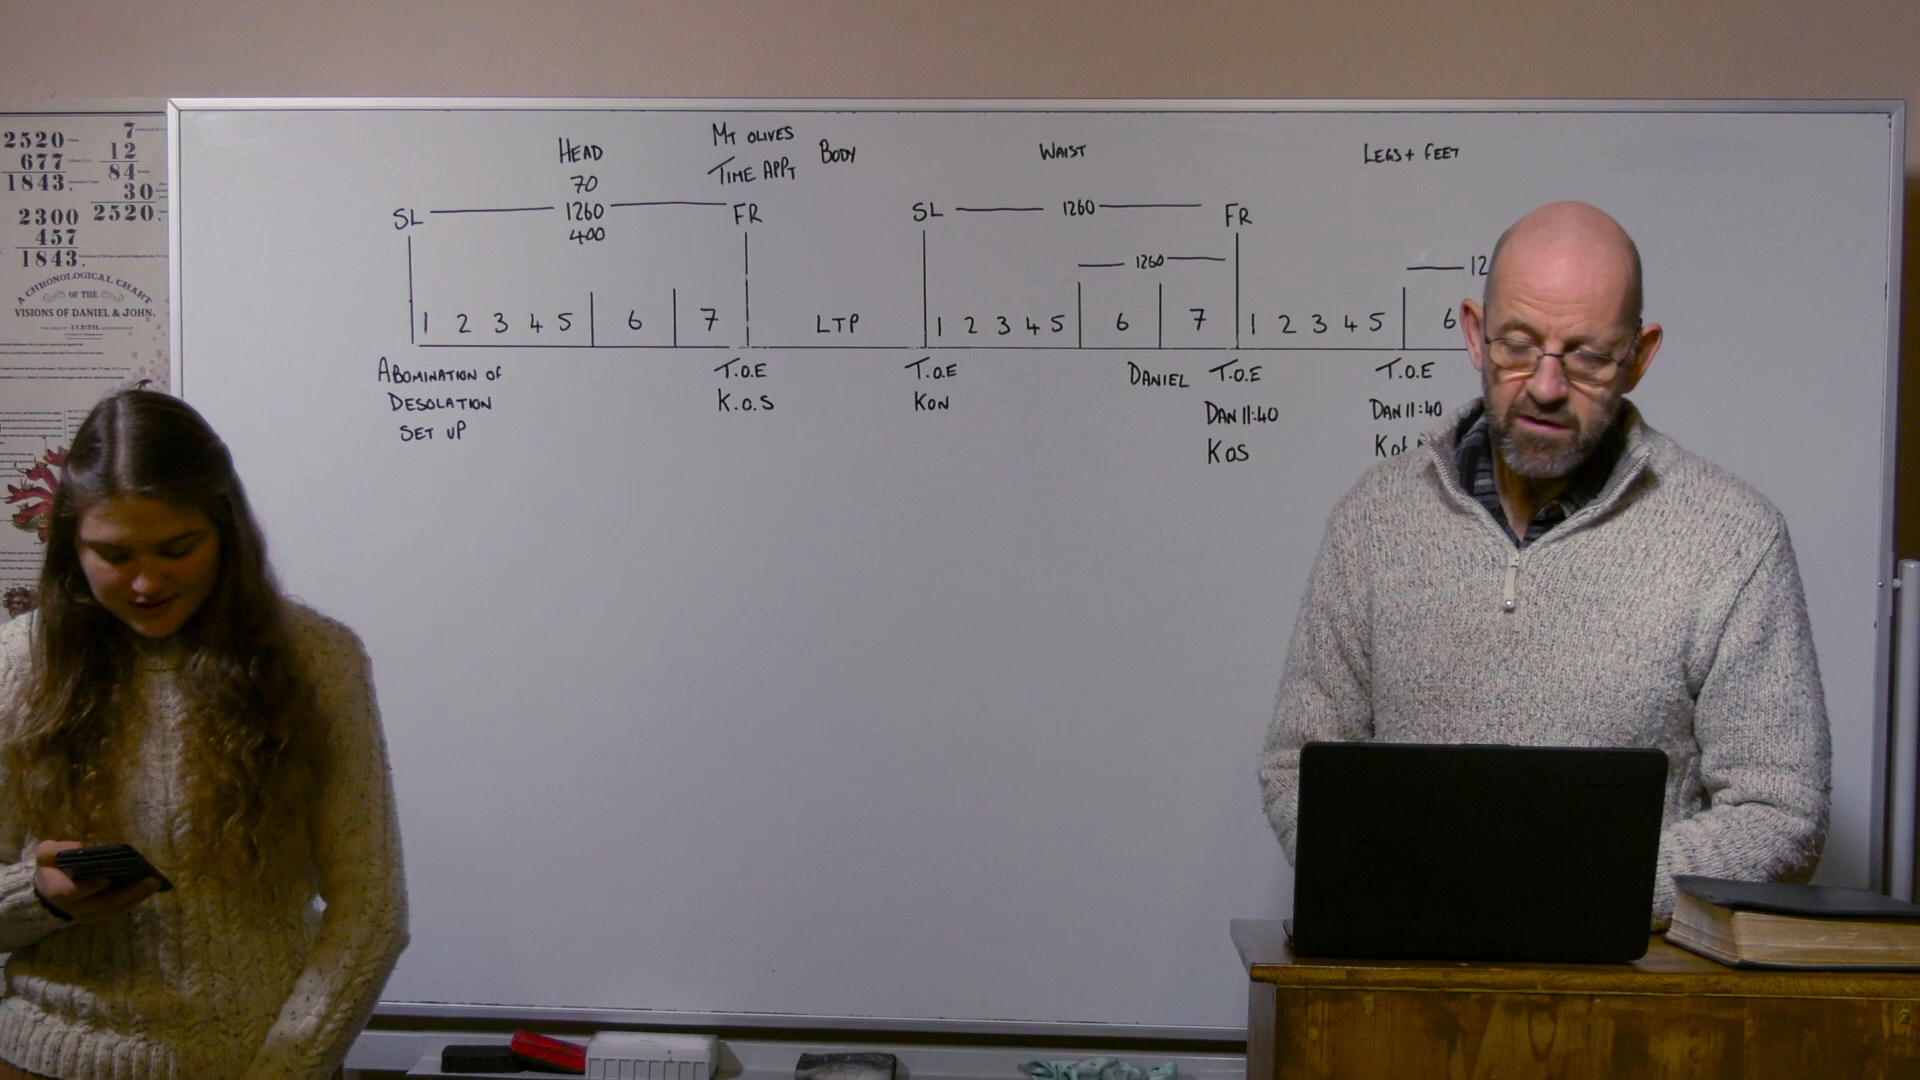 HEAD
MT OLIVES
TIME APPT
BODY
WAIST
LEGS + FEET
70
SL 1260 FR
400
SL 1260 FR
1260
12
1 2 3 4 5 6 7
LTP
1 2 3 4 5 6 7
1 2 3 4 5 6
ABOMINATION OF
DESOLATION
SET UP
T.O.E
K.O.S
T.O.E
KON
DANIEL
T.O.E
DAN 11:40
KOS
T.O.E
DAN 11:40
2520
677
1843.
2300
457
1843.
7
12
84
30
2520.
A CHRONOLOGICAL CHART
OF THE
VISIONS OF DANIEL & JOHN.